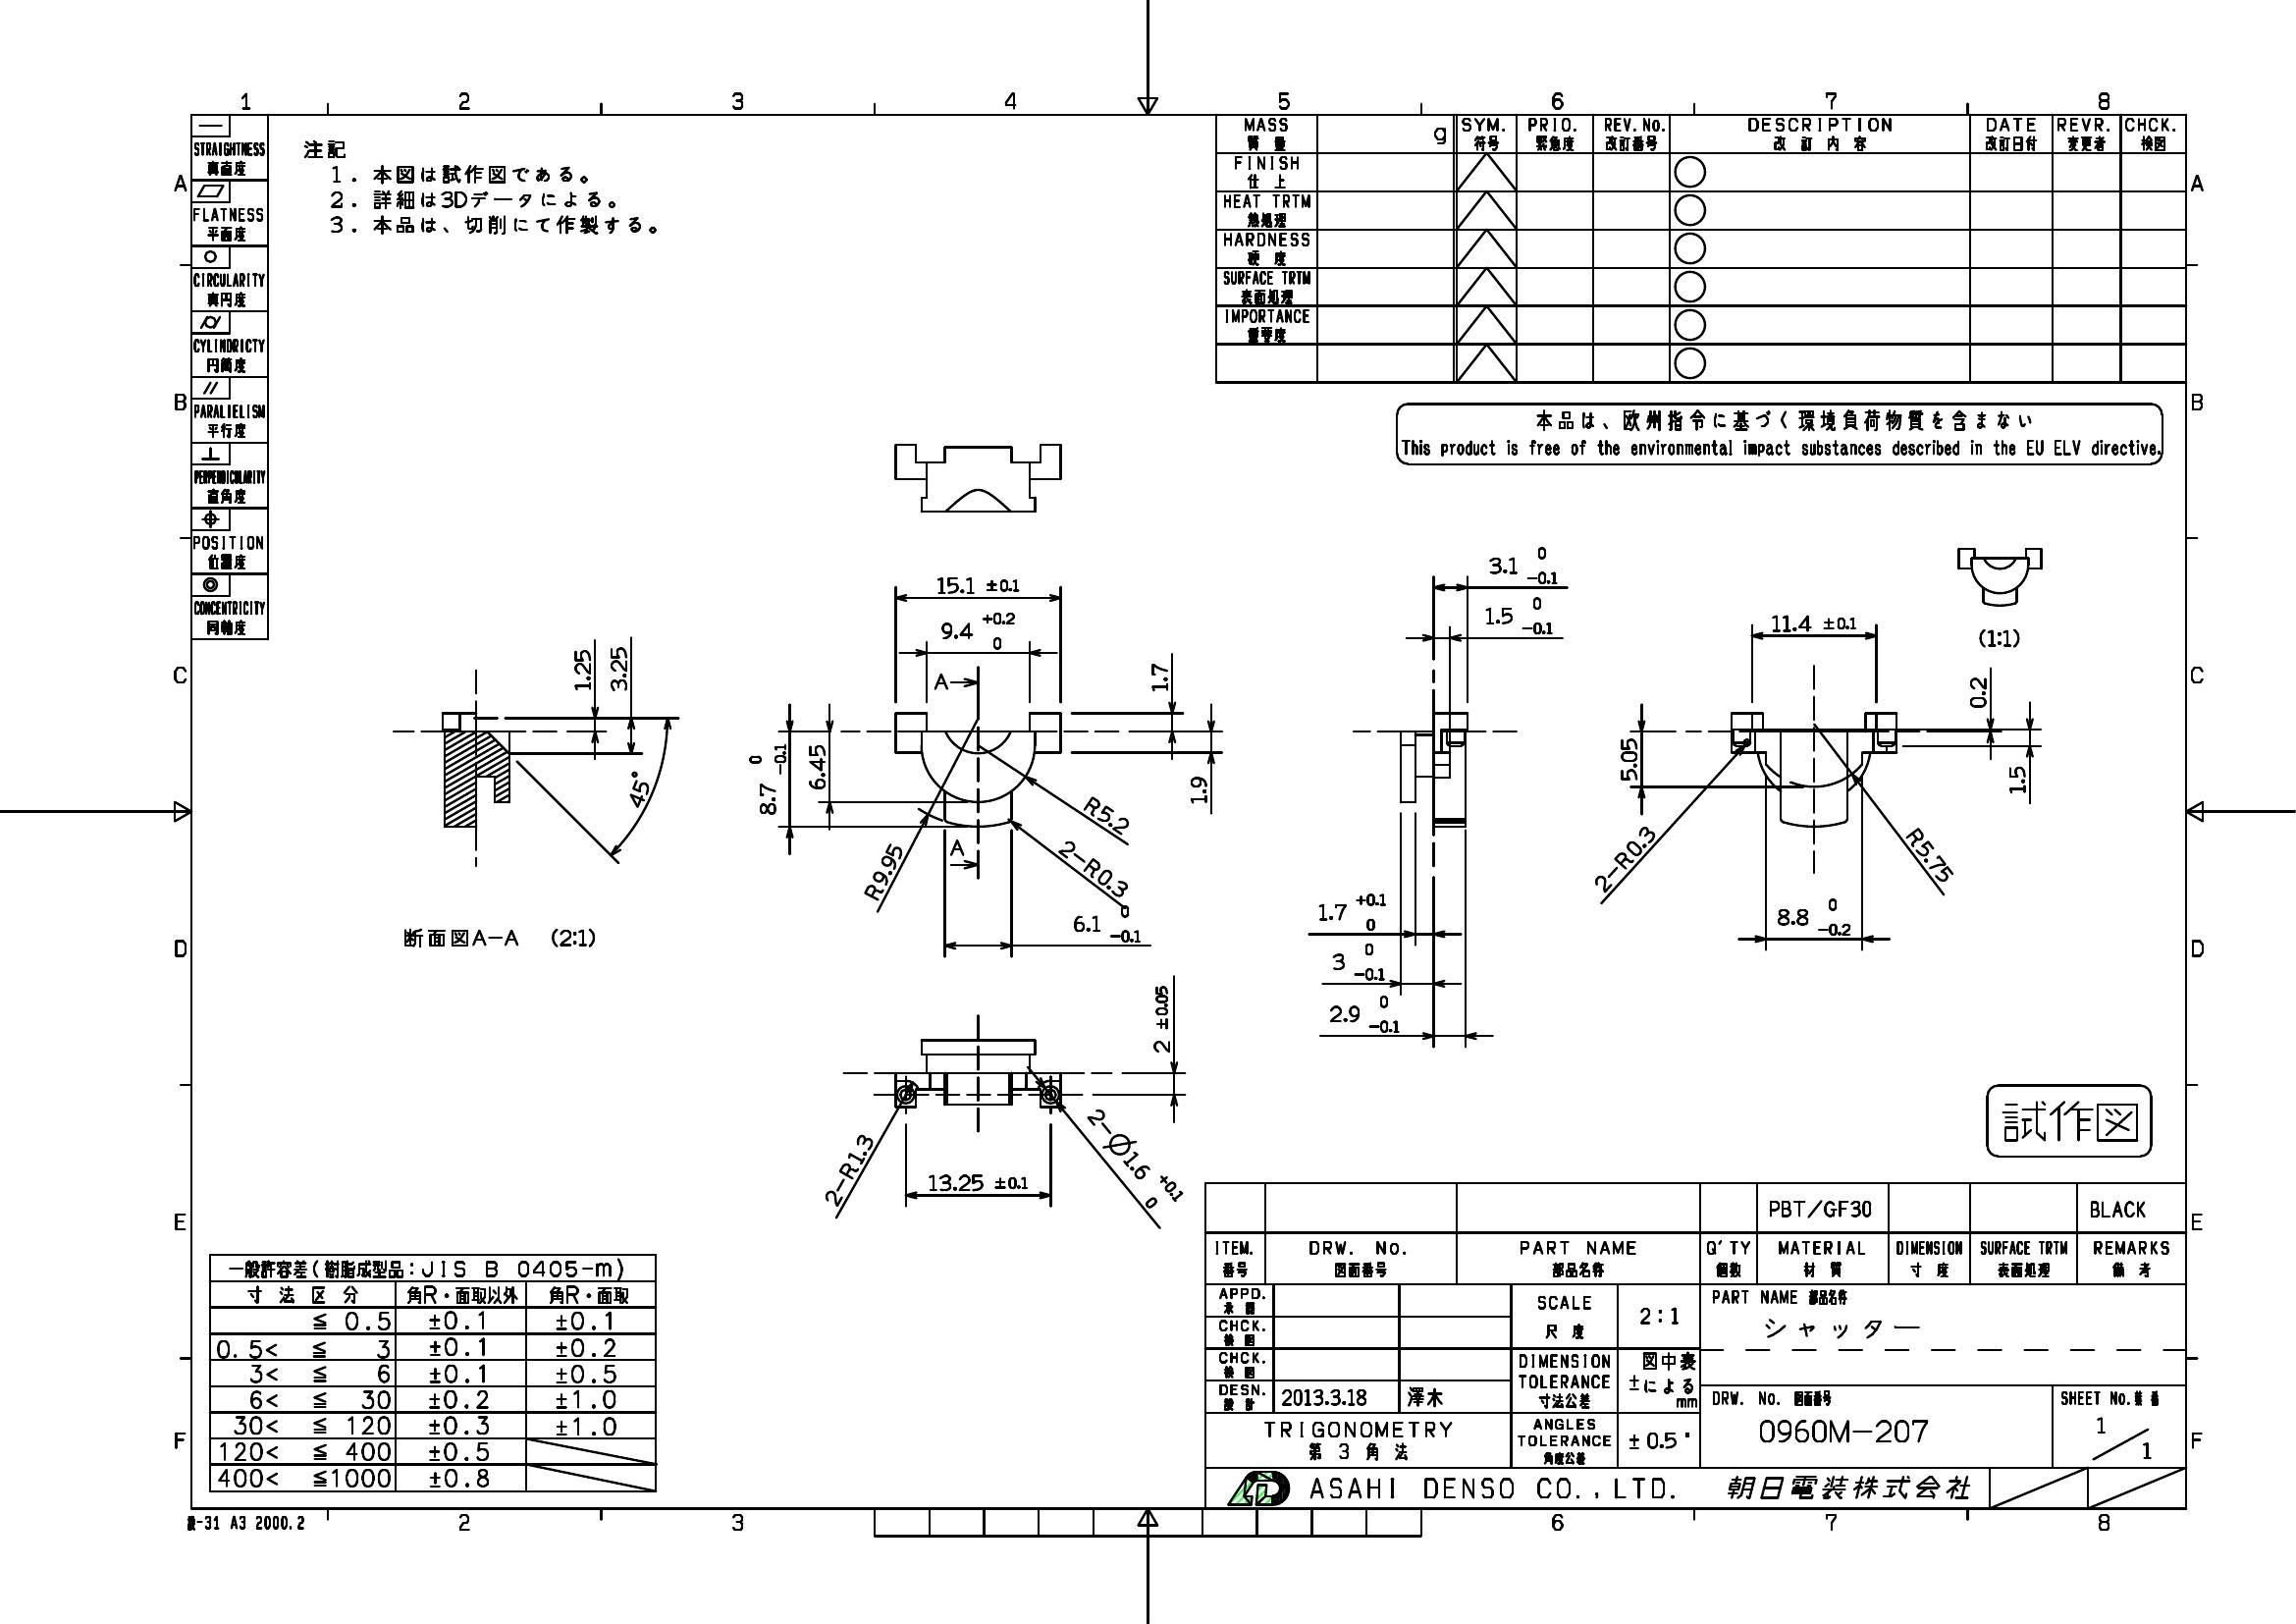 1 2 3 4 5 6 7 8
A
B
C
D
E
F
STRAIGHTNESS
真直度
FLATNESS
平面度
CIRCULARITY
真円度
CYLINDRICTY
円筒度
PARALIELISM
平行度
PERPENDICULARITY
直角度
POSITION
位置度
CONCENTRICITY
同軸度
注記
1. 本図は試作図である。
2. 詳細は3Dデータによる。
3. 本品は、切削にて作製する。
MASS g SYM. PRIO. REV.No. DESCRIPTION DATE REVR. CHCK.
質量 符号 緊急度 改訂番号 改訂内容 改訂日付 変更者 検図
FINISH
仕上
HEAT TRTM
熱処理
HARDNESS
硬度
SURFACE TRTM
表面処理
IMPORTANCE
重要度
本品は、欧州指令に基づく環境負荷物質を含まない
This product is free of the environmental impact substances described in the EU ELV directive.
1.25
3.25
45°
断面図A-A (2:1)
15.1 ±0.1
9.4 +0.2 0
A
1.7
8.7 0 -0.1
6.45
1.9
R5.2
R9.95
A
2-R0.3
6.1 0 -0.1
3.1 0 -0.1
1.5 0 -0.1
1.7 +0.1 0
3 0 -0.1
2.9 0 -0.1
(1:1)
11.4 ±0.1
0.2
5.05
1.5
2-R0.3
R5.75
8.8 0 -0.2
2 ±0.05
2-R1.3
13.25 ±0.1
2-Ø1.6 +0.1 0
試作図
一般許容差(樹脂成型品:JIS B 0405-m)
寸法区分 角R・面取以外 角R・面取
≦ 0.5 ±0.1 ±0.1
0.5< ≦ 3 ±0.1 ±0.2
3< ≦ 6 ±0.1 ±0.5
6< ≦ 30 ±0.2 ±1.0
30< ≦ 120 ±0.3 ±1.0
120< ≦ 400 ±0.5
400< ≦1000 ±0.8
PBT/GF30 BLACK
ITEM. DRW. No. PART NAME Q'TY MATERIAL DIMENSION SURFACE TRTM REMARKS
番号 図面番号 部品名称 個数 材質 寸度 表面処理 備考
APPD.
承認
CHCK.
検図
CHCK.
検図
DESN.
設計
2013.3.18 澤木
SCALE
尺度
2:1
DIMENSION
TOLERANCE
寸法公差
図中表
±による
mm
TRIGONOMETRY
第3角法
ANGLES
TOLERANCE
角度公差
±0.5°
PART NAME 部品名称
シャッター
DRW. No. 図面番号
0960M-207
SHEET No.葉番
1
1
ASAHI DENSO CO.,LTD. 朝日電装株式会社
-31 A3 2000.2
2 3 6 7 8
A
B
C
D
E
F